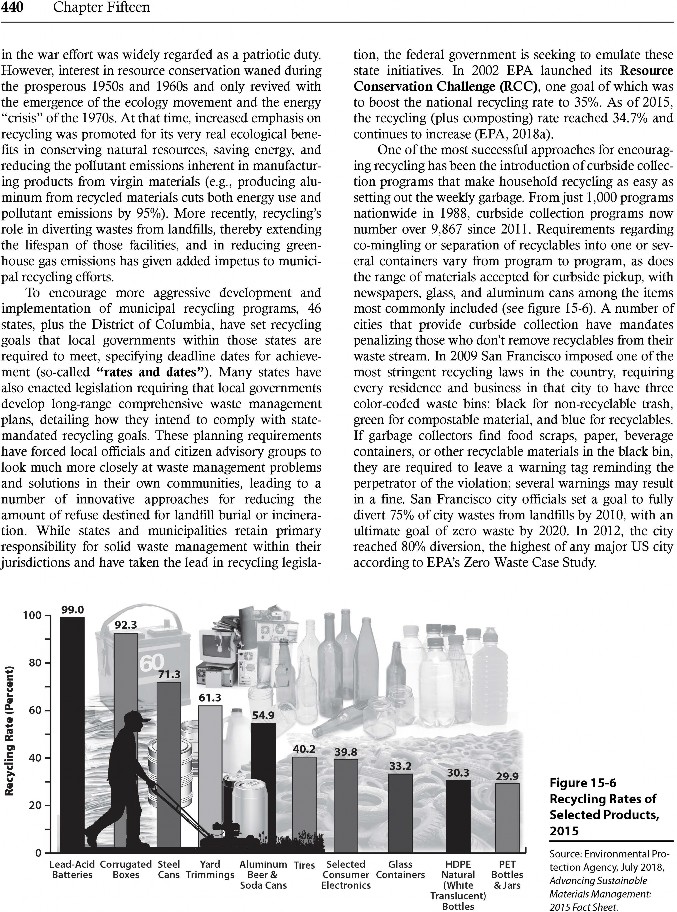 440 Chapter Fifteen
in the war effort was widely regarded as a patriotic duty.
However, interest in resource conservation waned during
the prosperous 1950s and 1960s and only revived with
the emergence of the ecology movement and the energy
“crisis” of the 1970s. At that time, increased emphasis on
recycling was promoted for its very real ecological bene-
fits in conserving natural resources, saving energy, and
reducing the pollutant emissions inherent in manufactur-
ing products from virgin materials (e.g., producing alu-
minum from recycled materials cuts both energy use and
pollutant emissions by 95%). More recently, recycling’s
role in diverting wastes from landfills, thereby extending
the lifespan of those facilities, and in reducing green-
house gas emissions has given added impetus to munici-
pal recycling efforts.
To encourage more aggressive development and
implementation of municipal recycling programs, 46
states, plus the District of Columbia, have set recycling
goals that local governments within those states are
required to meet, specifying deadline dates for achieve-
ment (so-called “rates and dates”). Many states have
also enacted legislation requiring that local governments
develop long-range comprehensive waste management
plans, detailing how they intend to comply with state-
mandated recycling goals. These planning requirements
have forced local officials and citizen advisory groups to
look much more closely at waste management problems
and solutions in their own communities, leading to a
number of innovative approaches for reducing the
amount of refuse destined for landfill burial or incinera-
tion. While states and municipalities retain primary
responsibility for solid waste management within their
jurisdictions and have taken the lead in recycling legisla-
tion, the federal government is seeking to emulate these
state initiatives. In 2002 EPA launched its Resource
Conservation Challenge (RCC), one goal of which was
to boost the national recycling rate to 35%. As of 2015,
the recycling (plus composting) rate reached 34.7% and
continues to increase (EPA, 2018a).
One of the most successful approaches for encourag-
ing recycling has been the introduction of curbside collec-
tion programs that make household recycling as easy as
setting out the weekly garbage. From just 1,000 programs
nationwide in 1988, curbside collection programs now
number over 9,867 since 2011. Requirements regarding
co-mingling or separation of recyclables into one or sev-
eral containers vary from program to program, as does
the range of materials accepted for curbside pickup, with
newspapers, glass, and aluminum cans among the items
most commonly included (see figure 15-6). A number of
cities that provide curbside collection have mandates
penalizing those who don’t remove recyclables from their
waste stream. In 2009 San Francisco imposed one of the
most stringent recycling laws in the country, requiring
every residence and business in that city to have three
color-coded waste bins: black for non-recyclable trash,
green for compostable material, and blue for recyclables.
If garbage collectors find food scraps, paper, beverage
containers, or other recyclable materials in the black bin,
they are required to leave a warning tag reminding the
perpetrator of the violation; several warnings may result
in a fine. San Francisco city officials set a goal to fully
divert 75% of city wastes from landfills by 2010, with an
ultimate goal of zero waste by 2020. In 2012, the city
reached 80% diversion, the highest of any major US city
according to EPA’s Zero Waste Case Study.
Recycling Rate (Percent)
100
80
60
40
20
0
99.0
92.3
71.3
61.3
54.9
40.2
39.8
33.2
30.3
29.9
60
Lead-Acid
Batteries
Corrugated
Boxes
Steel
Cans
Yard
Trimmings
Aluminum
Beer &
Soda Cans
Tires
Selected
Consumer
Electronics
Glass
Containers
HDPE
Natural
(White
Translucent)
Bottles
PET
Bottles
& Jars
Figure 15-6
Recycling Rates of
Selected Products,
2015
Source: Environmental Pro-
tection Agency, July 2018,
Advancing Sustainable
Materials Management:
2015 Fact Sheet.